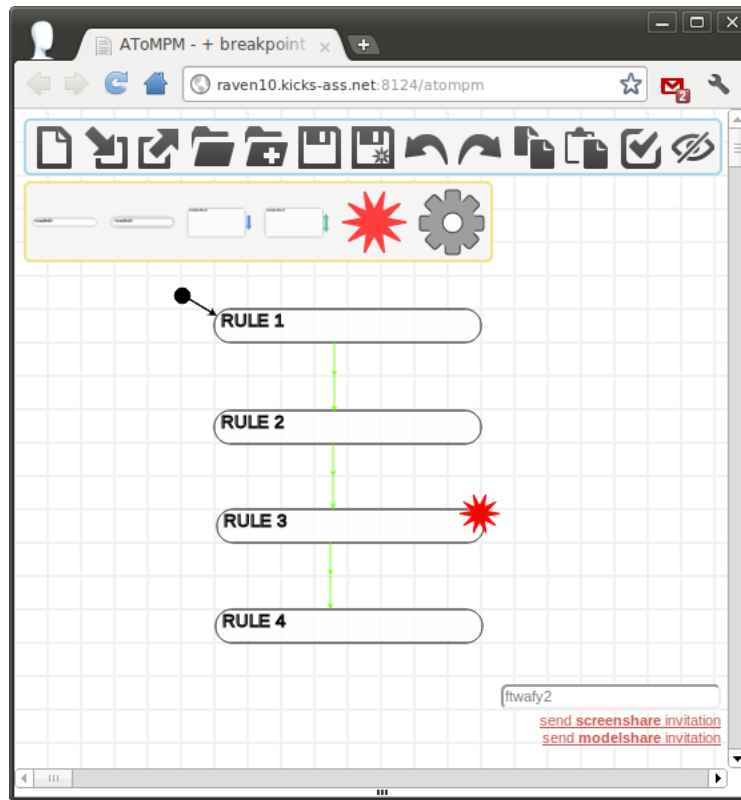 AToMPM - + breakpoint
raven10.kicks-ass.net:8124/atompm
2
RULE 1
RULE 2
RULE 3
RULE 4
ftwafy2
send screenshare invitation
send modelshare invitation